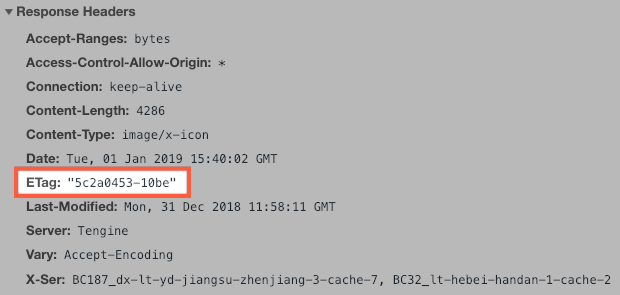 Response Headers
Accept-Ranges: bytes
Access-Control-Allow-Origin: *
Connection: keep-alive
Content-Length: 4286
Content-Type: image/x-icon
Date: Tue, 01 Jan 2019 15:40:02 GMT
ETag: "5c2a0453-10be"
Last-Modified: Mon, 31 Dec 2018 11:58:11 GMT
Server: Tengine
Vary: Accept-Encoding
X-Ser: BC187_dx-lt-yd-jiangsu-zhenjiang-3-cache-7, BC32_lt-hebei-handan-1-cache-2